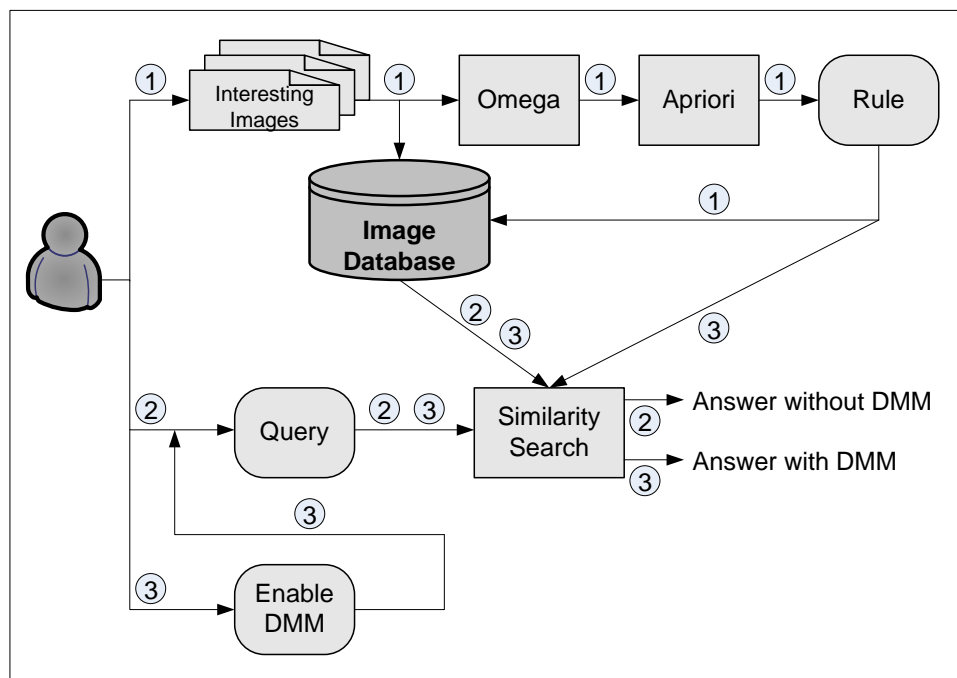 1
1
1
1
Interesting
Images
Omega
Apriori
Rule
1
Image
Database
2
3
3
2
Query
2
3
Similarity
Search
2
Answer without DMM
3
Answer with DMM
3
3
Enable
DMM